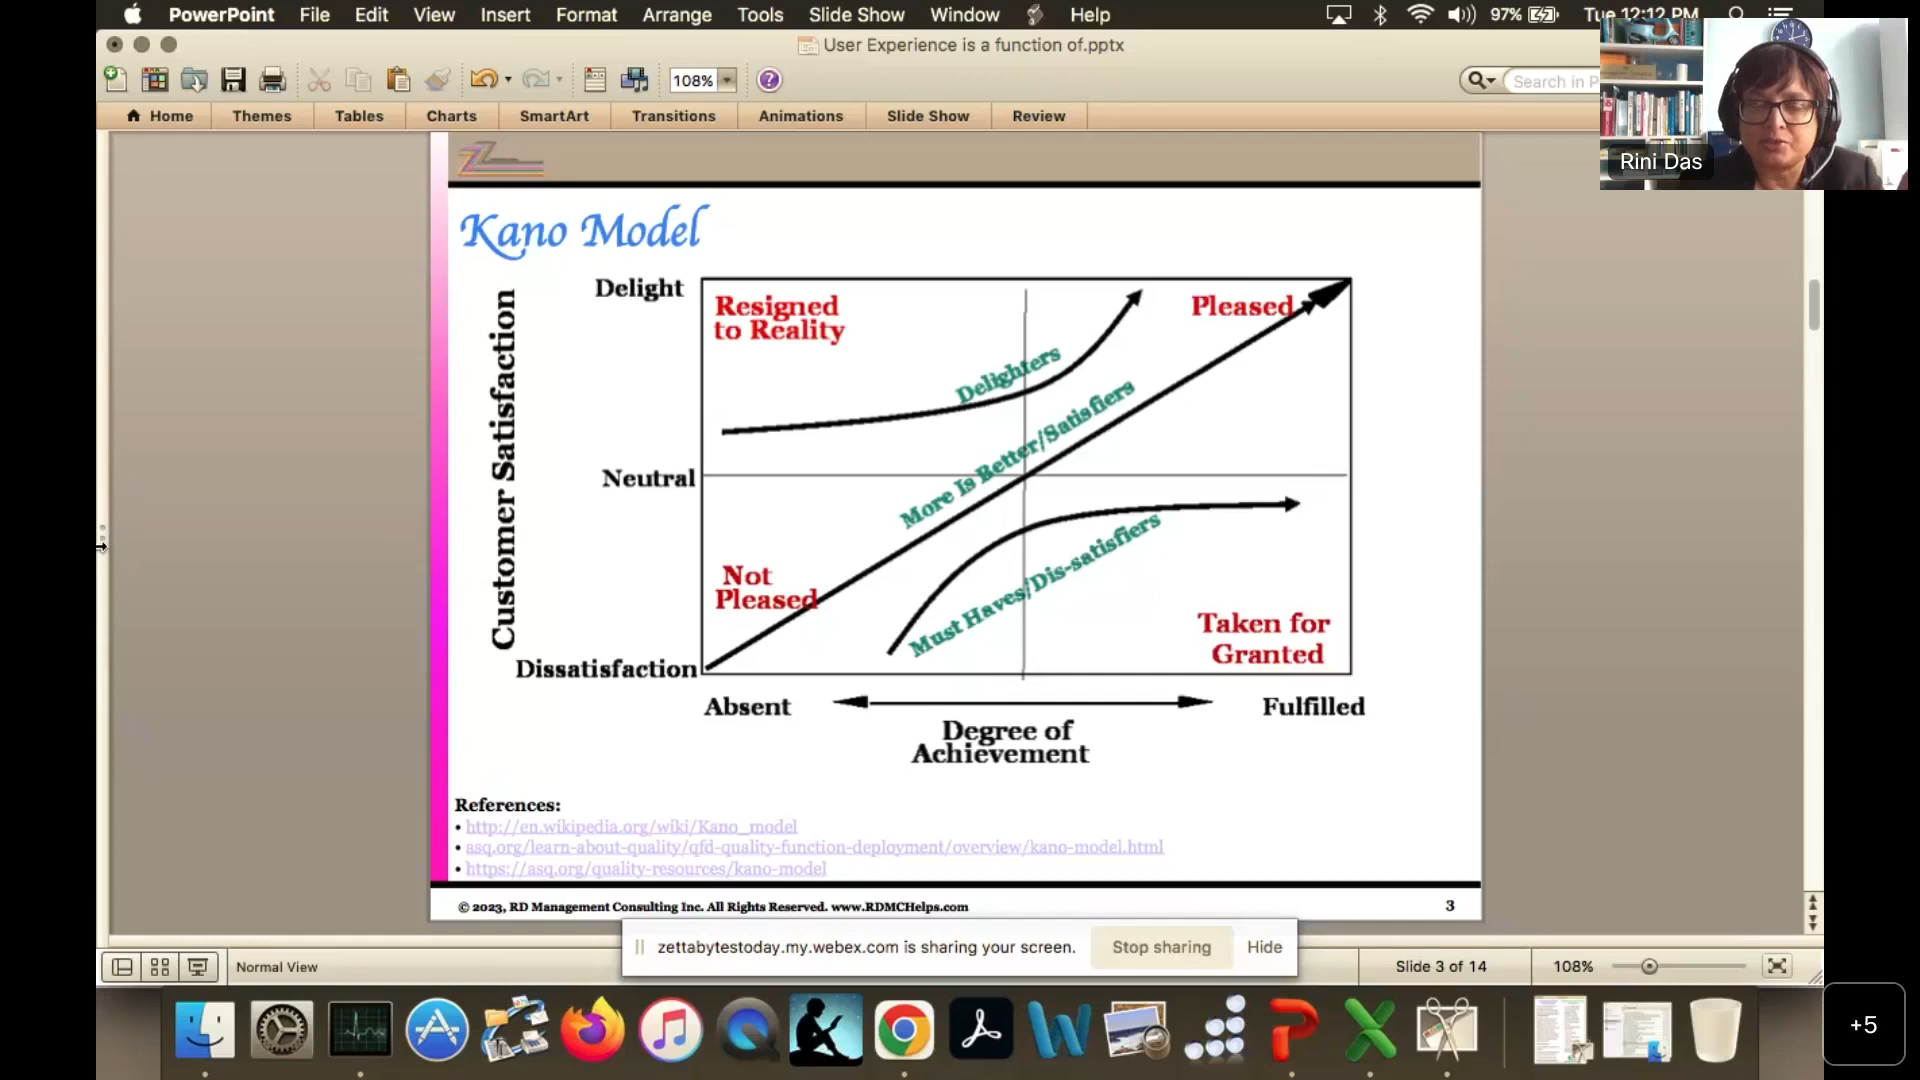 PowerPoint File Edit View Insert Format Arrange Tools Slide Show Window Help 97% Tue 12:12 PM
User Experience is a function of.pptx
108%
Search in P
Home Themes Tables Charts SmartArt Transitions Animations Slide Show Review
Rini Das
Kano Model
Customer Satisfaction
Delight
Neutral
Dissatisfaction
Resigned
to Reality
Pleased
Delighters
More Is Better/Satisfiers
Must Haves/Dis-satisfiers
Not
Pleased
Taken for
Granted
Absent
Fulfilled
Degree of
Achievement
References:
• http://en.wikipedia.org/wiki/Kano_model
• asq.org/learn-about-quality/qfd-quality-function-deployment/overview/kano-model.html
• https://asq.org/quality-resources/kano-model
© 2023, RD Management Consulting Inc. All Rights Reserved. www.RDMCHelps.com
3
zettabytestoday.my.webex.com is sharing your screen. Stop sharing Hide
Normal View
Slide 3 of 14
108%
+5